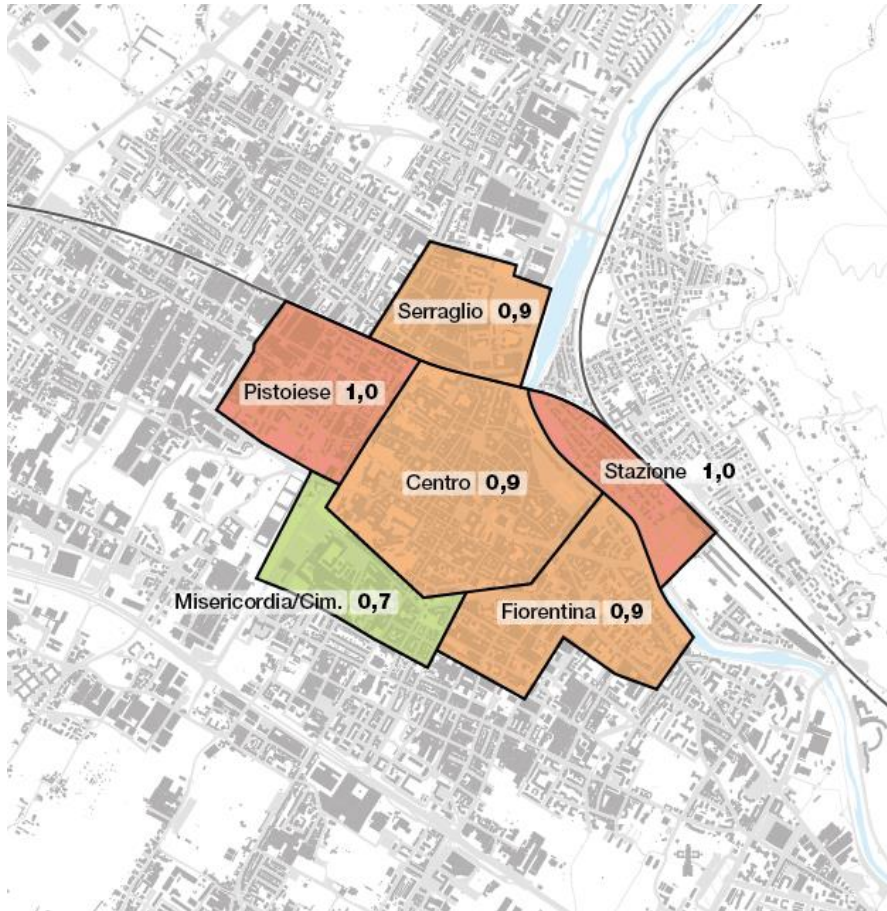 Serraglio 0,9
Pistoiese 1,0
Stazione 1,0
Centro 0,9
Misericordia/Cim. 0,7
Fiorentina 0,9